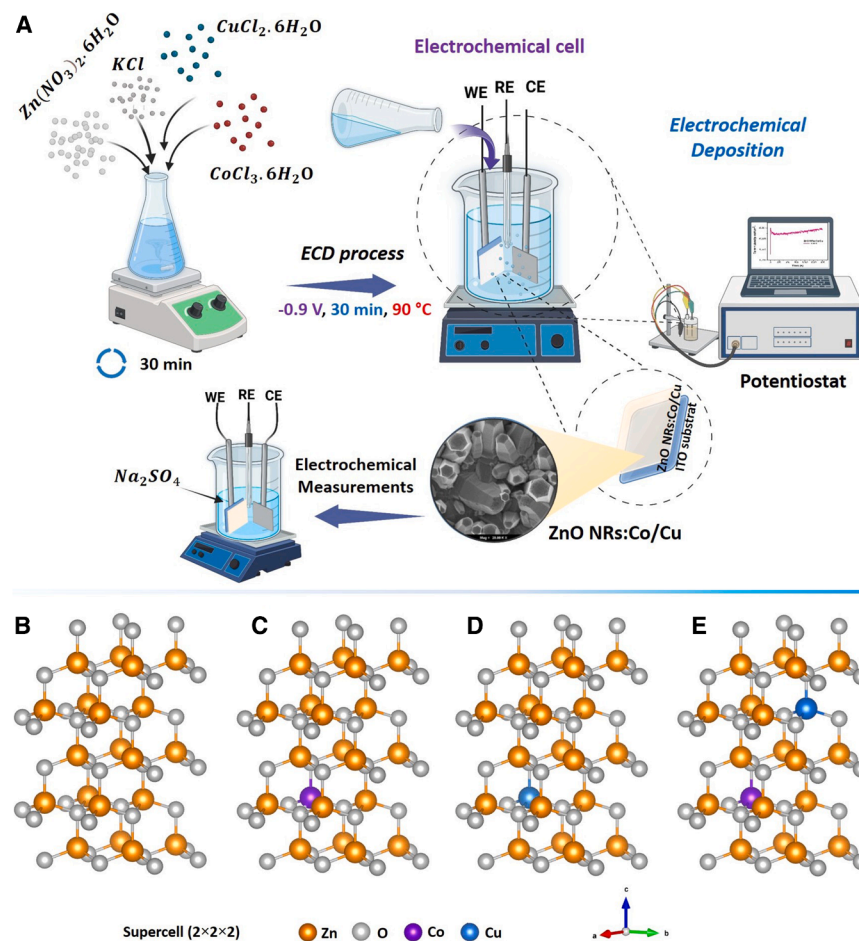 A
CuCl₂.6H₂O
Electrochemical cell
KCl
Zn(NO₃)₂.6H₂O
WE RE CE
Electrochemical
Deposition
CoCl₃.6H₂O
ECD process
-0.9 V, 30 min, 90 °C
30 min
Potentiostat
WE RE CE
ZnO NRs:Co/Cu
ITO substrat
Na₂SO₄
Electrochemical
Measurements
ZnO NRs:Co/Cu
B C D E
c
a b
Supercell (2×2×2) Zn O Co Cu